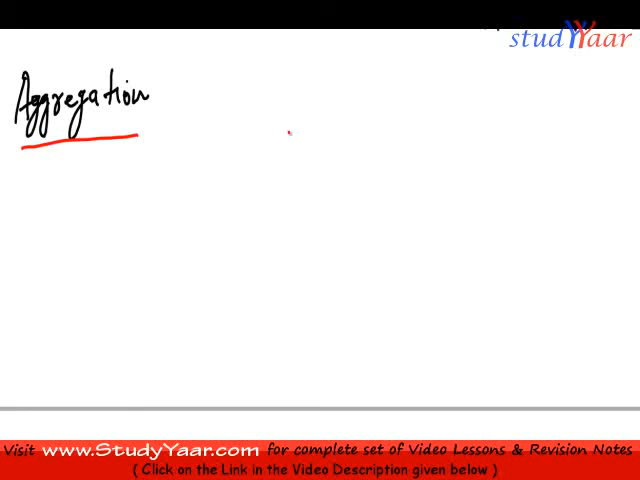 studYYaar
Aggregation
Visit www.StudyYaar.com for complete set of Video Lessons & Revision Notes
( Click on the Link in the Video Description given below )